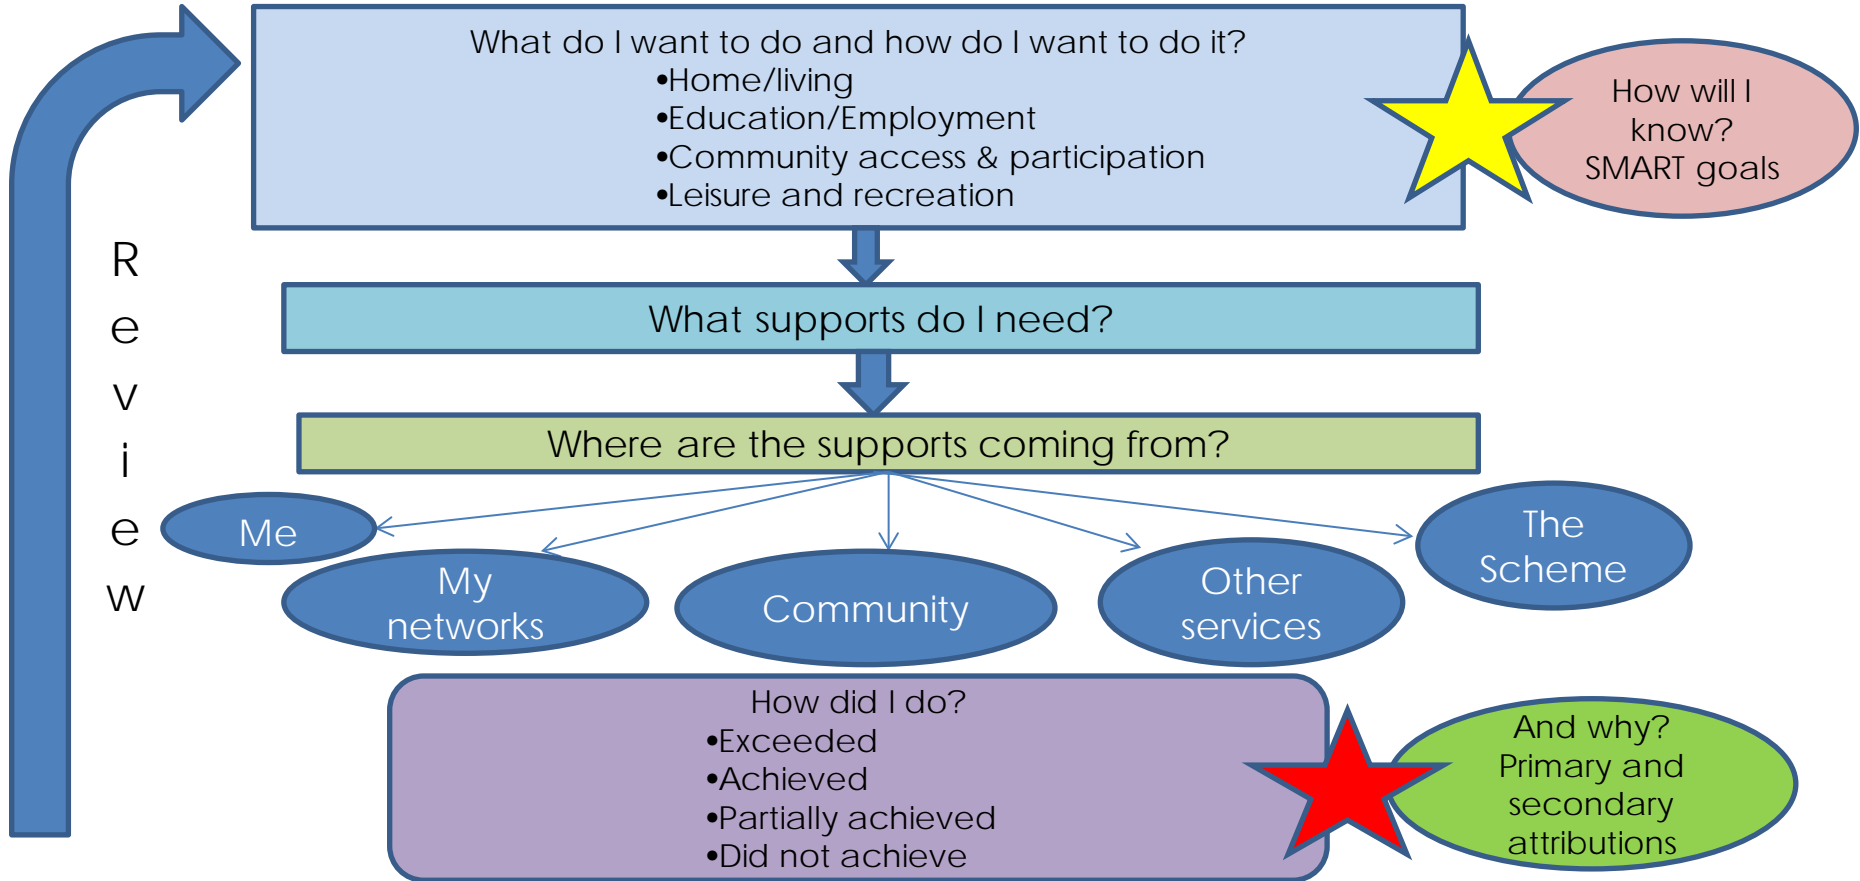 What do I want to do and how do I want to do it?
•Home/living
•Education/Employment
•Community access & participation
•Leisure and recreation
How will I
know?
SMART goals
Review
What supports do I need?
Where are the supports coming from?
Me
My
networks
Community
Other
services
The
Scheme
How did I do?
•Exceeded
•Achieved
•Partially achieved
•Did not achieve
And why?
Primary and
secondary
attributions